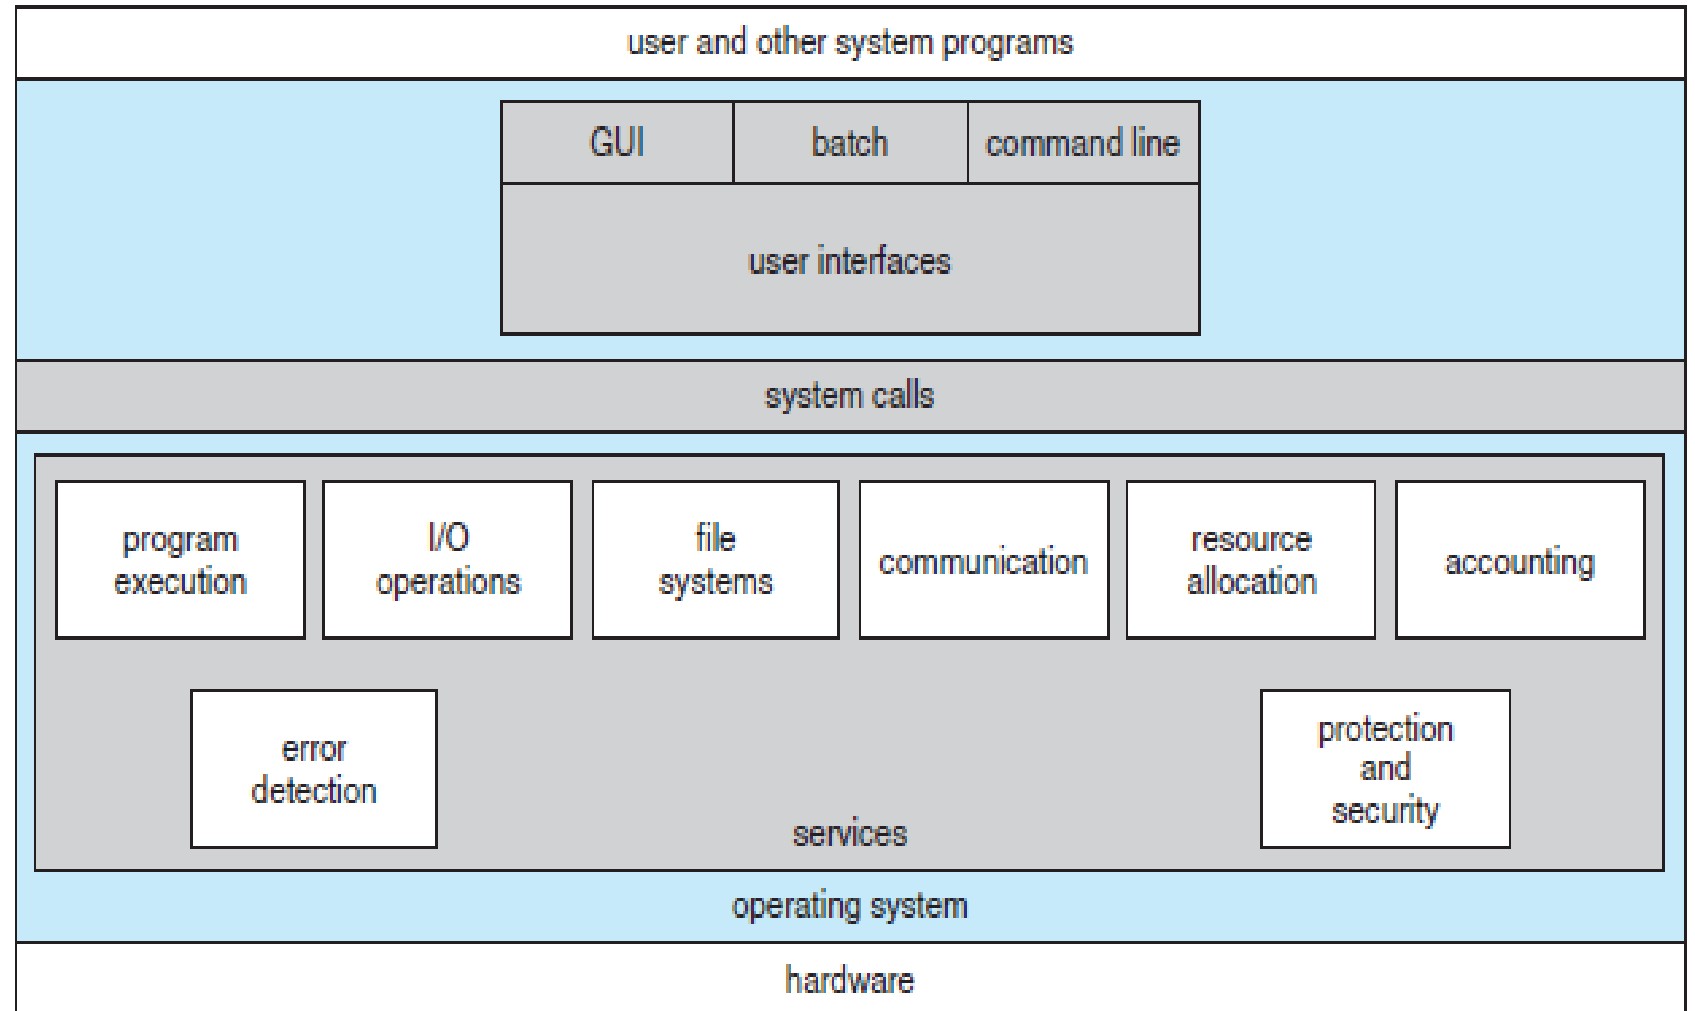 user and other system programs
GUI
batch
command line
user interfaces
system calls
program
execution
I/O
operations
file
systems
communication
resource
allocation
accounting
error
detection
protection
and
security
services
operating system
hardware